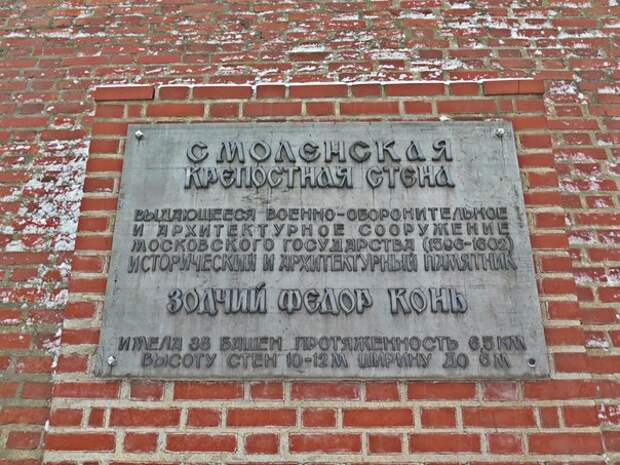 СМОЛЕНСКАЯ
КРЕПОСТНАЯ СТЕНА
ВЫДАЮЩЕЕСЯ ВОЕННО-ОБОРОНИТЕЛЬНОЕ
И АРХИТЕКТУРНОЕ СООРУЖЕНИЕ
МОСКОВСКОГО ГОСУДАРСТВА (1596-1602)
ИСТОРИЧЕСКИЙ И АРХИТЕКТУРНЫЙ ПАМЯТНИК
ЗОДЧИЙ ФЕДОР КОНЬ
ИМЕЛА 38 БАШЕН ПРОТЯЖЕННОСТЬ 6,5 КМ
ВЫСОТУ СТЕН 10-12 М ШИРИНУ ДО 6 М